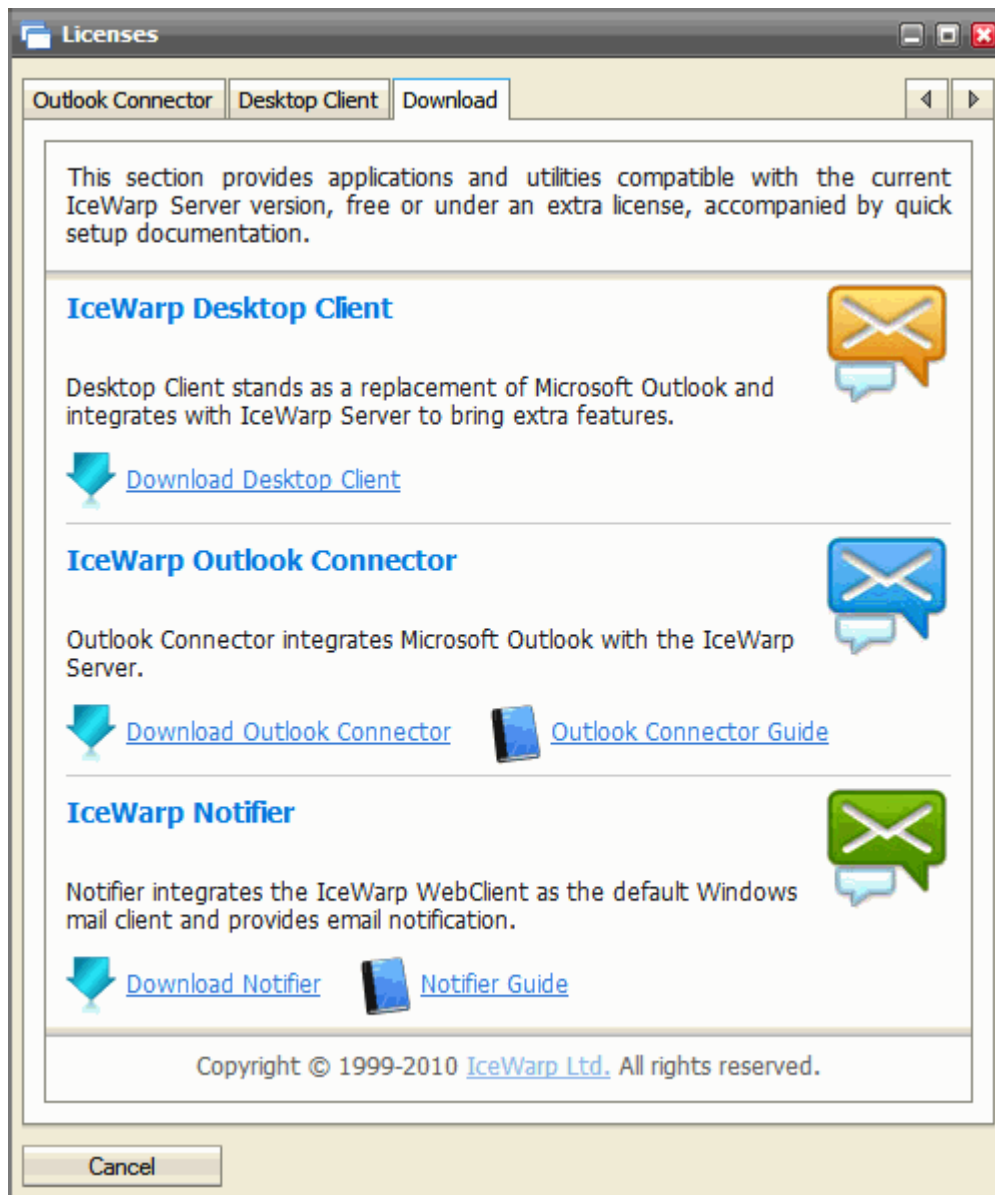 Licenses
Outlook Connector Desktop Client Download
This section provides applications and utilities compatible with the current
IceWarp Server version, free or under an extra license, accompanied by quick
setup documentation.
IceWarp Desktop Client
Desktop Client stands as a replacement of Microsoft Outlook and
integrates with IceWarp Server to bring extra features.
Download Desktop Client
IceWarp Outlook Connector
Outlook Connector integrates Microsoft Outlook with the IceWarp
Server.
Download Outlook Connector Outlook Connector Guide
IceWarp Notifier
Notifier integrates the IceWarp WebClient as the default Windows
mail client and provides email notification.
Download Notifier Notifier Guide
Copyright © 1999-2010 IceWarp Ltd. All rights reserved.
Cancel